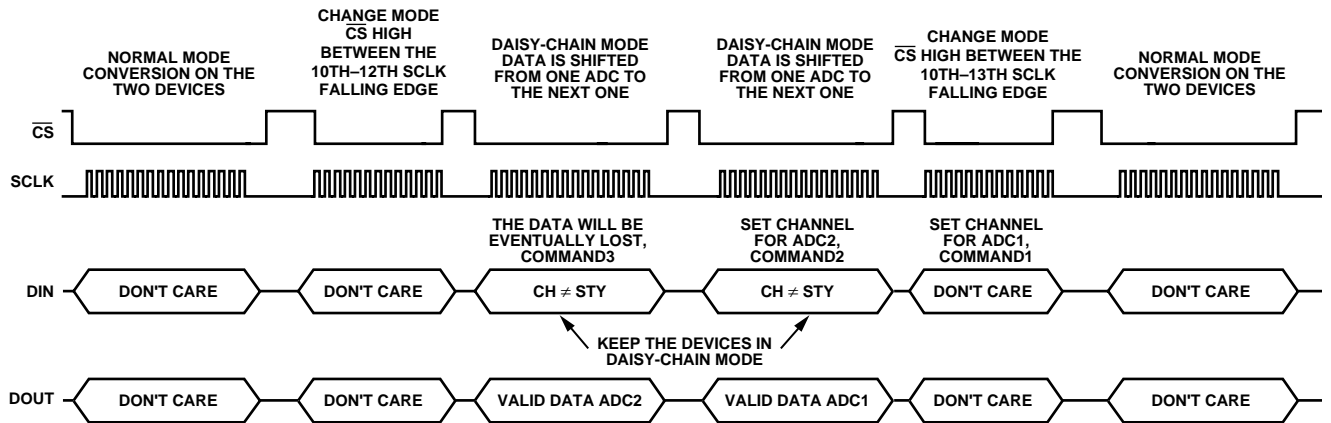 NORMAL MODE
CONVERSION ON THE
TWO DEVICES
CHANGE MODE
CS HIGH
BETWEEN THE
10TH–12TH SCLK
FALLING EDGE
DAISY-CHAIN MODE
DATA IS SHIFTED
FROM ONE ADC TO
THE NEXT ONE
DAISY-CHAIN MODE
DATA IS SHIFTED
FROM ONE ADC TO
THE NEXT ONE
CHANGE MODE
CS HIGH BETWEEN THE
10TH–13TH SCLK
FALLING EDGE
NORMAL MODE
CONVERSION ON THE
TWO DEVICES
CS
SCLK
THE DATA WILL BE
EVENTUALLY LOST,
COMMAND3
SET CHANNEL
FOR ADC2,
COMMAND2
SET CHANNEL
FOR ADC1,
COMMAND1
DIN
DON'T CARE
DON'T CARE
CH ≠ STY
CH ≠ STY
DON'T CARE
DON'T CARE
KEEP THE DEVICES IN
DAISY-CHAIN MODE
DOUT
DON'T CARE
DON'T CARE
VALID DATA ADC2
VALID DATA ADC1
DON'T CARE
DON'T CARE